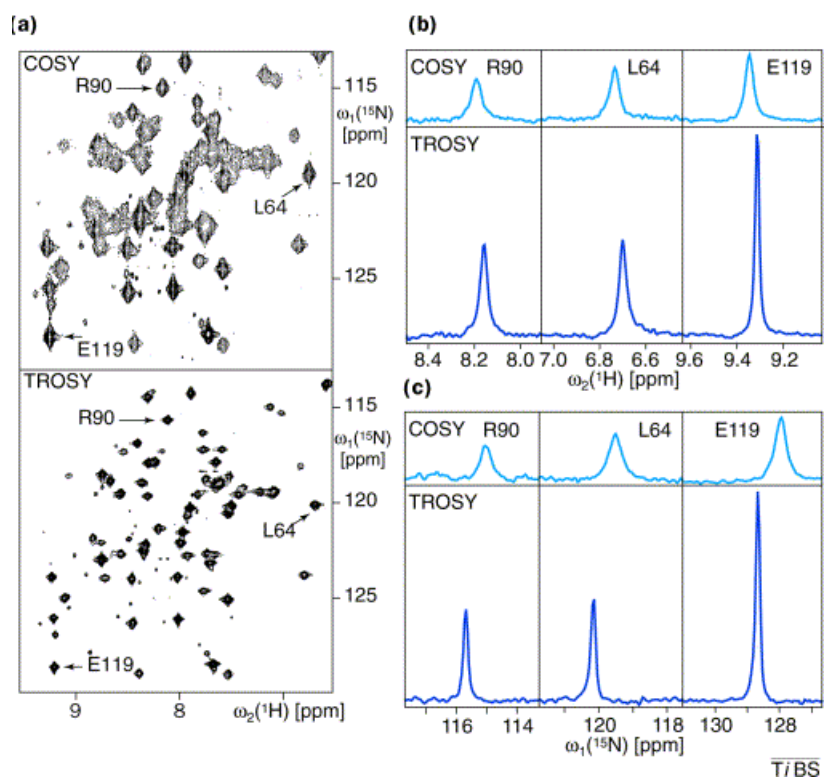 (a)
COSY
R90
115
ω1(15N)
[ppm]
120
L64
125
E119
TROSY
R90
115
ω1(15N)
[ppm]
120
L64
125
E119
9
8
ω2(1H) [ppm]
(b)
COSY R90
L64
E119
TROSY
8.4 8.2 8.0 7.0 6.8 6.6 9.6 9.4 9.2
ω2(1H) [ppm]
(c)
COSY R90
L64
E119
TROSY
116 114 120 118 130 128
ω1(15N) [ppm]
TiBS